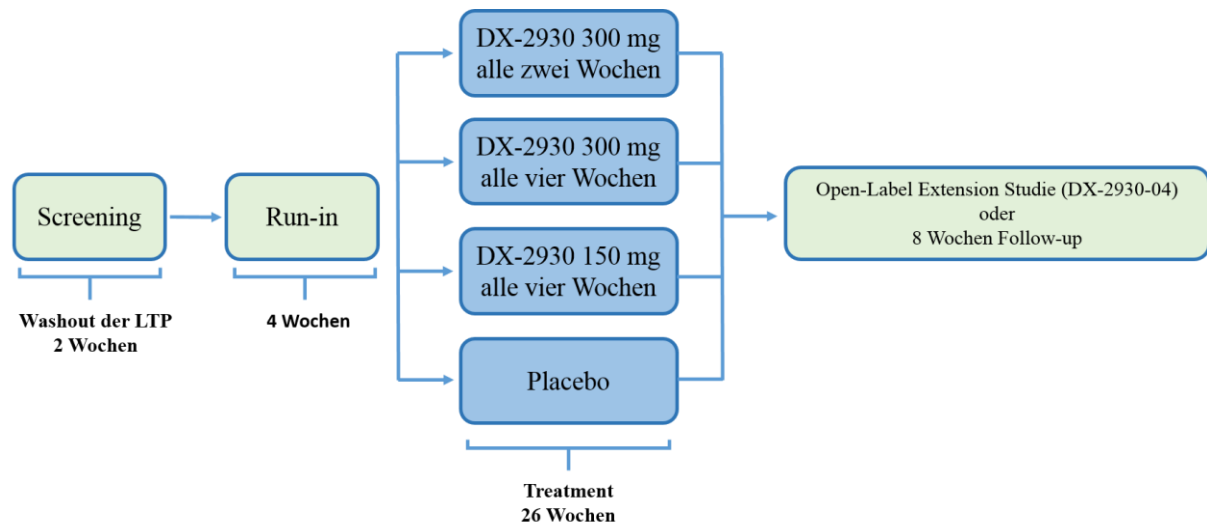 Screening
Washout der LTP
2 Wochen
Run-in
4 Wochen
DX-2930 300 mg
alle zwei Wochen
DX-2930 300 mg
alle vier Wochen
DX-2930 150 mg
alle vier Wochen
Placebo
Treatment
26 Wochen
Open-Label Extension Studie (DX-2930-04)
oder
8 Wochen Follow-up